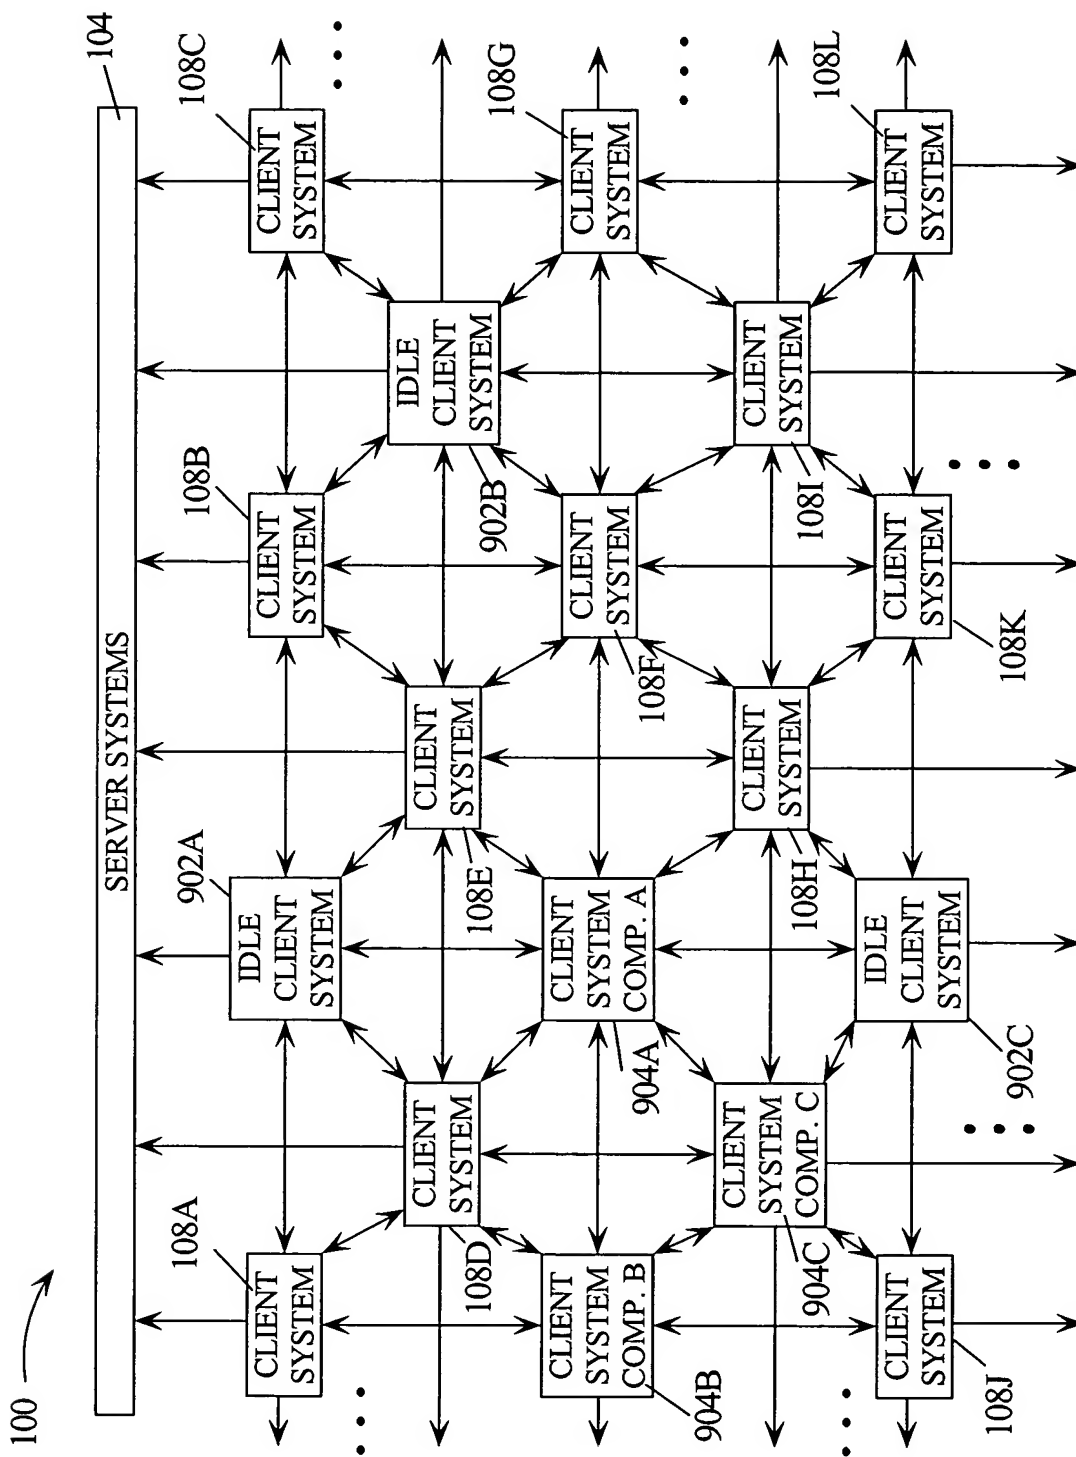 100
SERVER SYSTEMS
104
108A
CLIENT
SYSTEM
902A
IDLE
CLIENT
SYSTEM
108B
CLIENT
SYSTEM
108C
CLIENT
SYSTEM
CLIENT
SYSTEM
108D
CLIENT
SYSTEM
108E
IDLE
CLIENT
SYSTEM
902B
CLIENT
SYSTEM
COMP. B
904B
CLIENT
SYSTEM
COMP. A
904A
CLIENT
SYSTEM
108F
108G
CLIENT
SYSTEM
CLIENT
SYSTEM
COMP. C
904C
CLIENT
SYSTEM
108H
CLIENT
SYSTEM
108I
CLIENT
SYSTEM
108J
IDLE
CLIENT
SYSTEM
902C
CLIENT
SYSTEM
108K
108L
CLIENT
SYSTEM